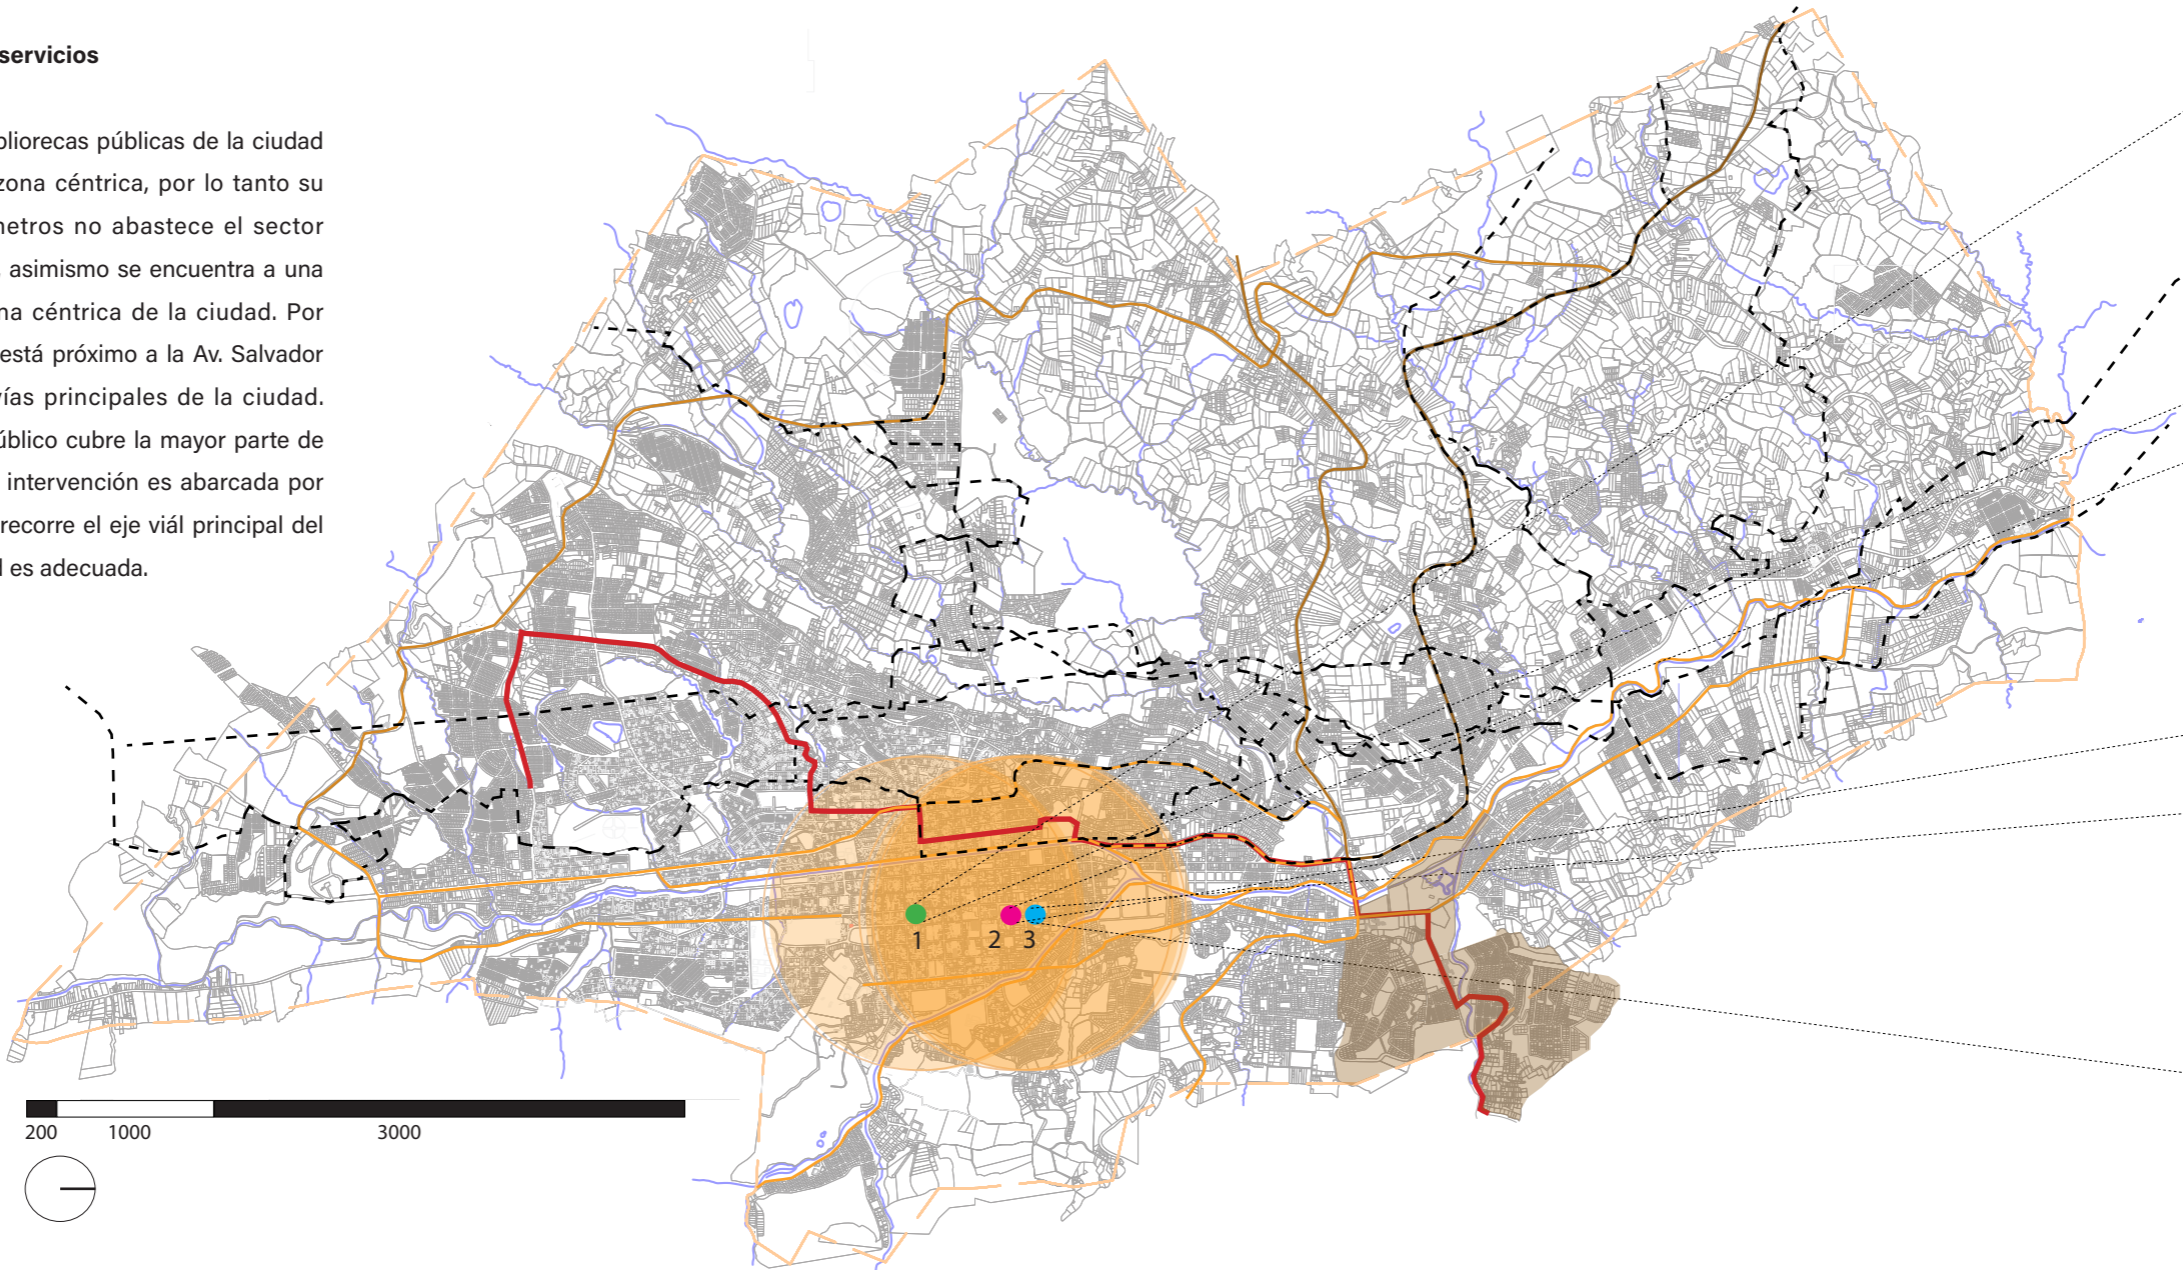 servicios
bliorecas públicas de la ciudad
zona céntrica, por lo tanto su
metros no abastece el sector
, asimismo se encuentra a una
na céntrica de la ciudad. Por
está próximo a la Av. Salvador
vías principales de la ciudad.
úblico cubre la mayor parte de
intervención es abarcada por
recorre el eje viál principal del
l es adecuada.
1
2
3
200
1000
3000